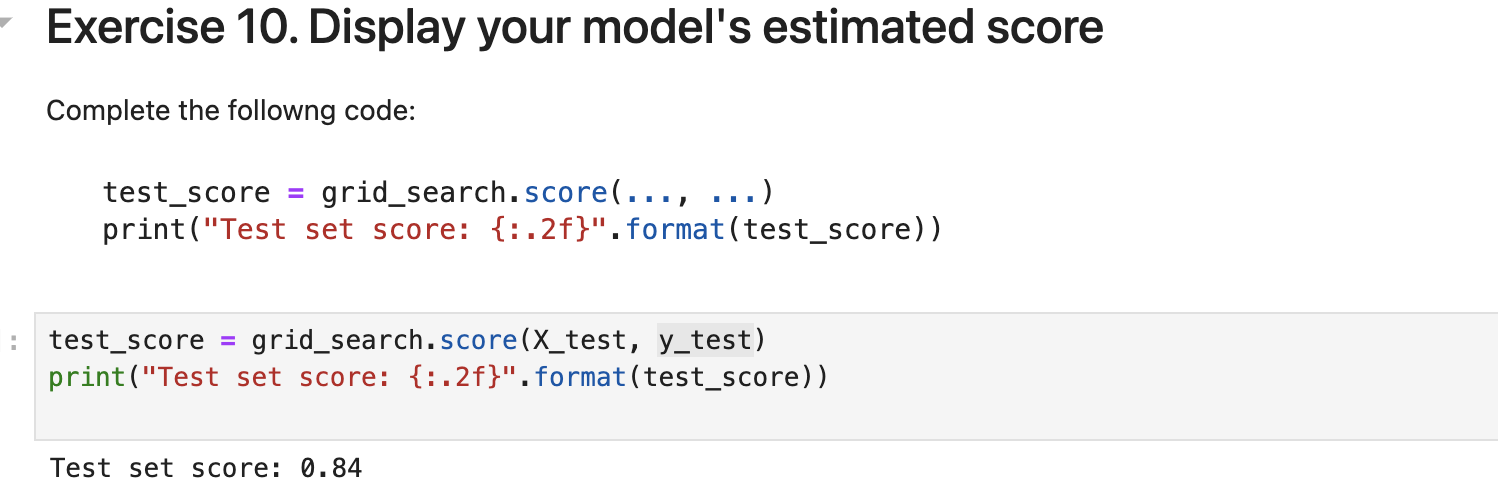 Exercise 10. Display your model's estimated score
Complete the followng code:
test_score = grid_search.score(..., ...)
print("Test set score: {:.2f}".format(test_score))
:
test_score = grid_search.score(X_test, y_test)
print("Test set score: {:.2f}".format(test_score))
Test set score: 0.84